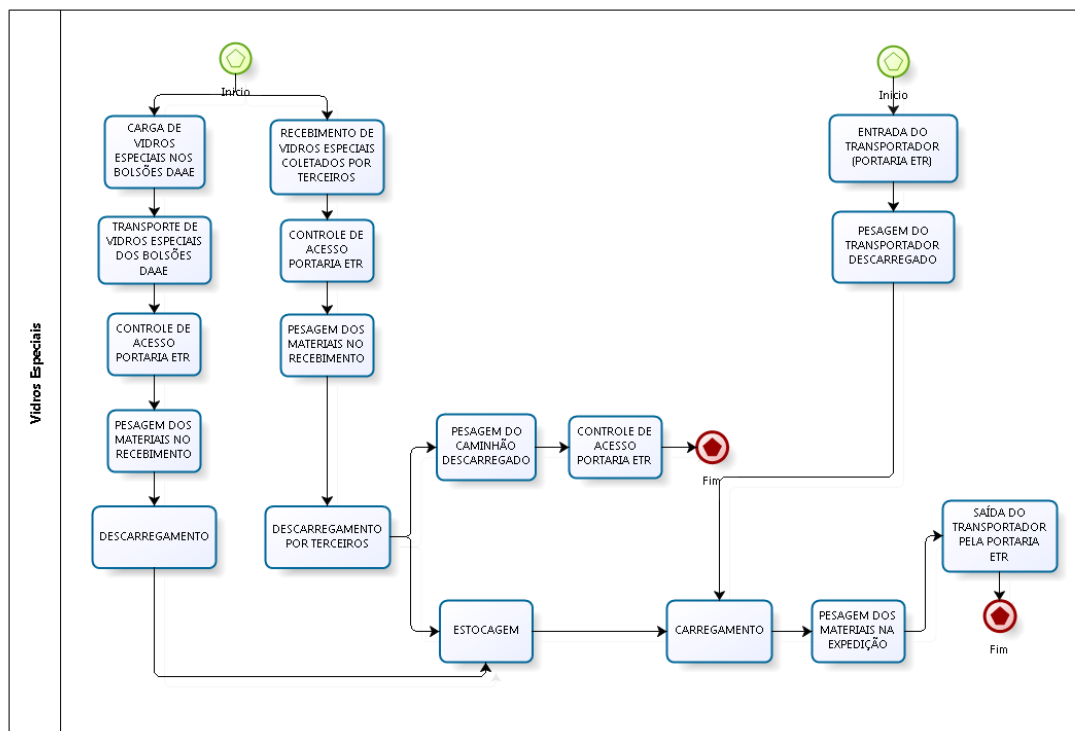 Vidros Especiais
Início
CARGA DE
VIDROS
ESPECIAIS NOS
BOLSÕES DAAE
TRANSPORTE DE
VIDROS ESPECIAIS
DOS BOLSÕES
DAAE
CONTROLE DE
ACESSO
PORTARIA ETR
PESAGEM DOS
MATERIAIS NO
RECEBIMENTO
DESCARREGAMENTO
RECEBIMENTO DE
VIDROS ESPECIAIS
COLETADOS POR
TERCEIROS
CONTROLE DE
ACESSO
PORTARIA ETR
PESAGEM DOS
MATERIAIS NO
RECEBIMENTO
DESCARREGAMENTO
POR TERCEIROS
PESAGEM DO
CAMINHÃO
DESCARREGADO
CONTROLE DE
ACESSO
PORTARIA ETR
Fim
ESTOCAGEM
Início
ENTRADA DO
TRANSPORTADOR
(PORTARIA ETR)
PESAGEM DO
TRANSPORTADOR
DESCARREGADO
CARREGAMENTO
PESAGEM DOS
MATERIAIS NA
EXPEDIÇÃO
SAÍDA DO
TRANSPORTADOR
PELA PORTARIA
ETR
Fim